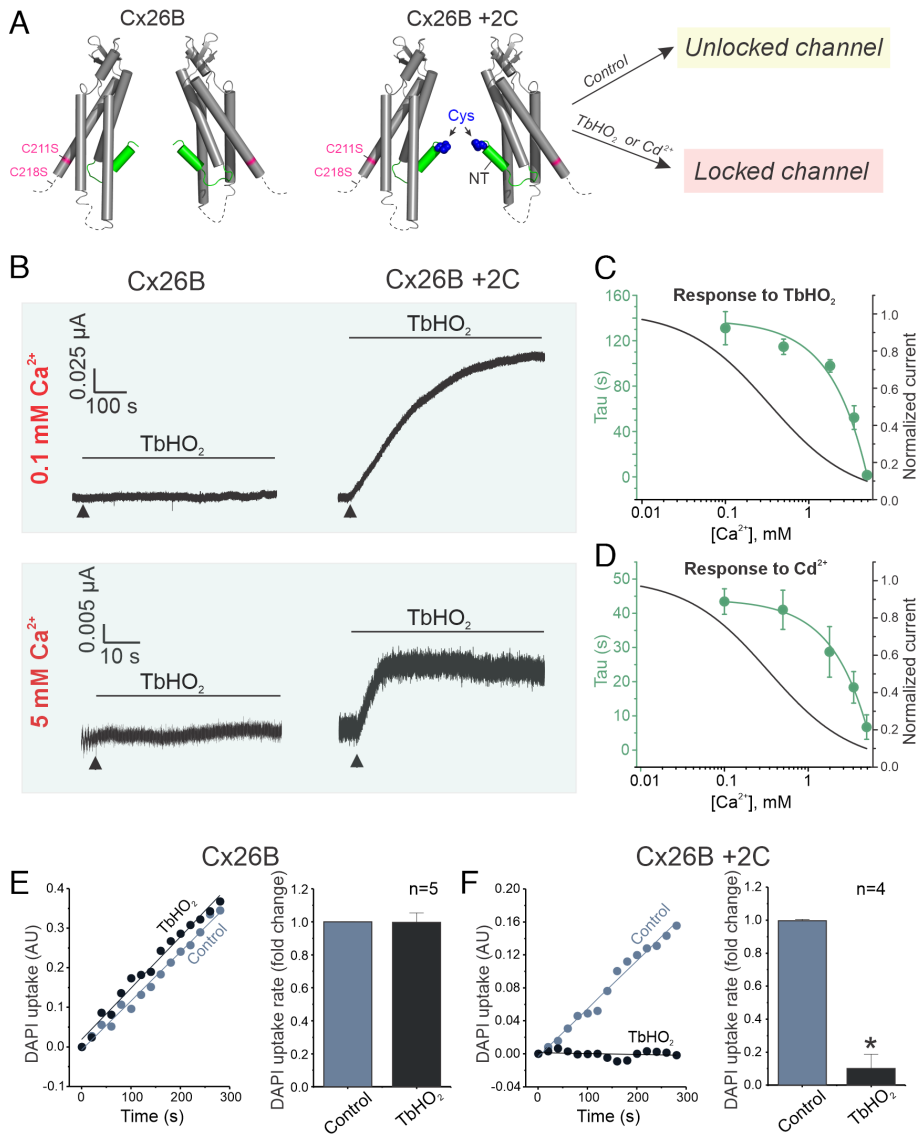 A
Cx26B
Cx26B +2C
Control
Unlocked channel
TbHO2 or Cd2+
Locked channel
C211S
C218S
C211S
C218S
Cys
NT
B
Cx26B
Cx26B +2C
0.1 mM Ca2+
0.025 µA
100 s
TbHO2
TbHO2
5 mM Ca2+
0.005 µA
10 s
TbHO2
TbHO2
C
Response to TbHO2
Tau (s)
160
120
80
40
0
Normalized current
1.0
0.8
0.6
0.4
0.2
0.0
0.01
0.1
1
[Ca2+], mM
D
Response to Cd2+
Tau (s)
50
40
30
20
10
0
Normalized current
1.0
0.8
0.6
0.4
0.2
0.0
0.01
0.1
1
[Ca2+], mM
Cx26B
Cx26B +2C
E
DAPI uptake (AU)
0.4
0.3
0.2
0.1
0.0
-0.1
TbHO2
Control
0
100
200
300
Time (s)
DAPI uptake rate (fold change)
1.2
1.0
0.8
0.6
0.4
0.2
0.0
n=5
Control
TbHO2
F
DAPI uptake (AU)
0.20
0.16
0.12
0.08
0.04
0.00
-0.04
Control
TbHO2
0
100
200
300
Time (s)
DAPI uptake rate (fold change)
1.2
1.0
0.8
0.6
0.4
0.2
0.0
n=4
*
Control
TbHO2